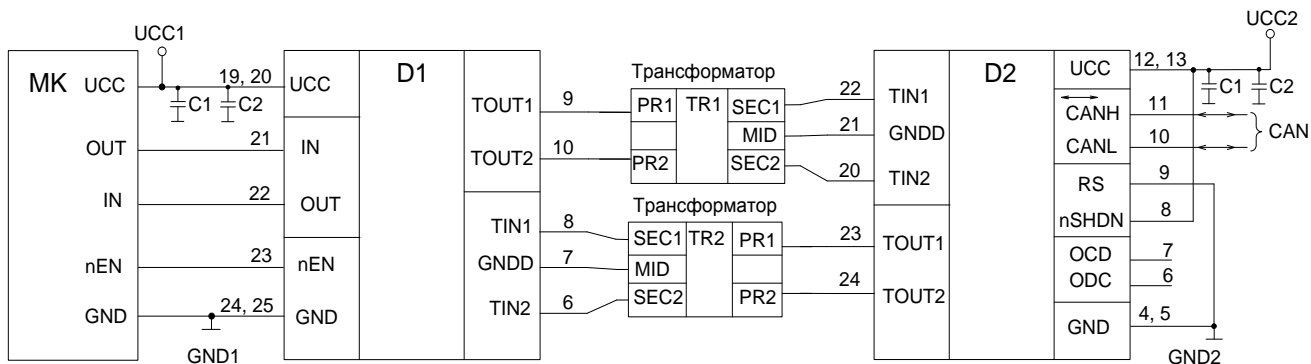 UCC1
UCC2
МК
UCC
OUT
IN
nEN
GND
C1
C2
GND1
19, 20
21
22
23
24, 25
D1
UCC
IN
OUT
nEN
GND
TOUT1
TOUT2
TIN1
GNDD
TIN2
9
10
8
7
6
Трансформатор
PR1
TR1
SEC1
MID
PR2
SEC2
Трансформатор
SEC1
TR2
PR1
MID
SEC2
PR2
22
21
20
23
24
D2
TIN1
GNDD
TIN2
TOUT1
TOUT2
UCC
CANH
CANL
RS
nSHDN
OCD
ODC
GND
12, 13
11
10
9
8
7
6
4, 5
C1
C2
CAN
GND2